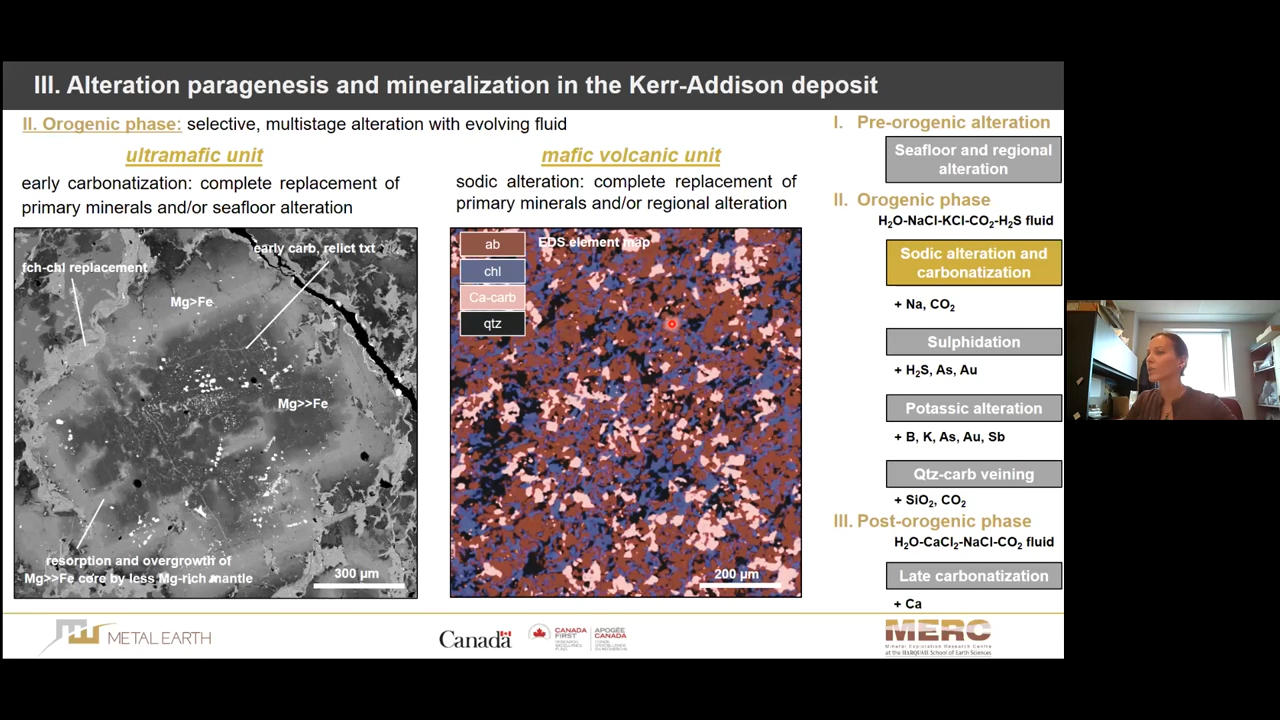 III. Alteration paragenesis and mineralization in the Kerr-Addison deposit
II. Orogenic phase: selective, multistage alteration with evolving fluid
ultramafic unit
early carbonatization: complete replacement of
primary minerals and/or seafloor alteration
early carb, relict txt
fch-chl replacement
Mg>Fe
Mg>>Fe
resorption and overgrowth of
Mg>>Fe core by less Mg-rich mantle
300 µm
mafic volcanic unit
sodic alteration: complete replacement of
primary minerals and/or regional alteration
EDS element map
ab
chl
Ca-carb
qtz
200 µm
I. Pre-orogenic alteration
Seafloor and regional
alteration
II. Orogenic phase
H₂O-NaCl-KCl-CO₂-H₂S fluid
Sodic alteration and
carbonatization
+ Na, CO₂
Sulphidation
+ H₂S, As, Au
Potassic alteration
+ B, K, As, Au, Sb
Qtz-carb veining
+ SiO₂, CO₂
III. Post-orogenic phase
H₂O-CaCl₂-NaCl-CO₂ fluid
Late carbonatization
+ Ca
METAL EARTH
Canada
CANADA
FIRST
RESEARCH
EXCELLENCE
FUND
APOGÉE
CANADA
MERC
Mineral Exploration Research Centre
at the HARQUAIL School of Earth Sciences